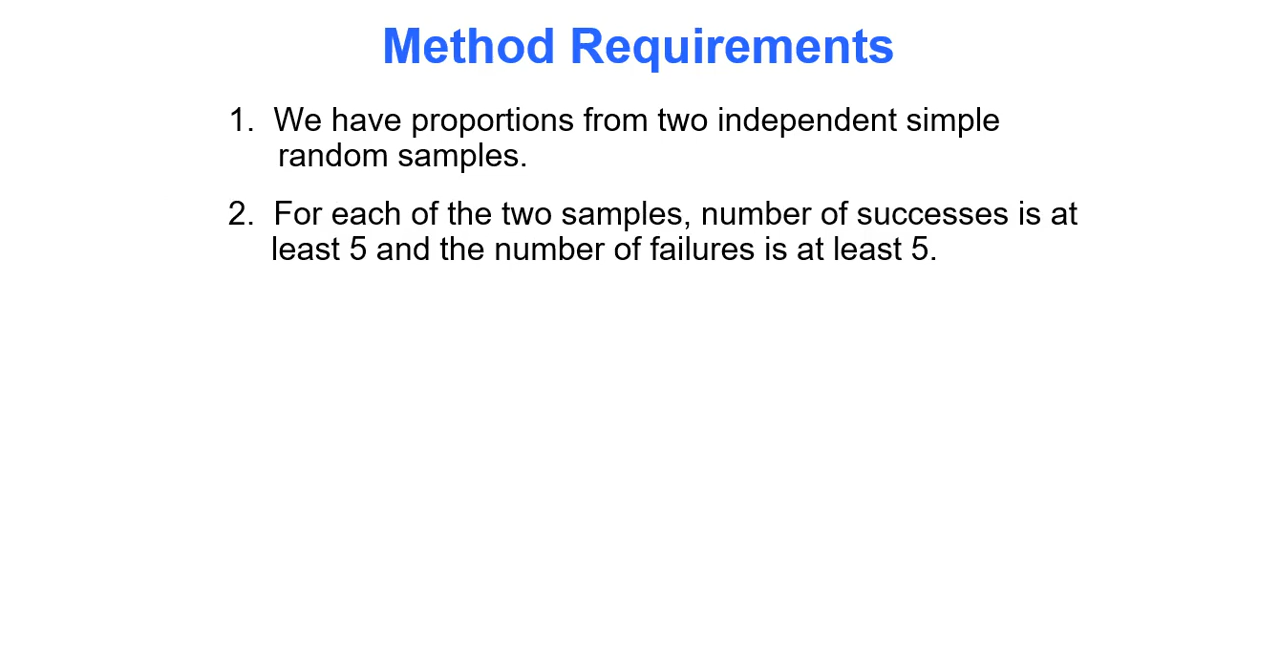 Method Requirements
1. We have proportions from two independent simple
random samples.
2. For each of the two samples, number of successes is at
least 5 and the number of failures is at least 5.